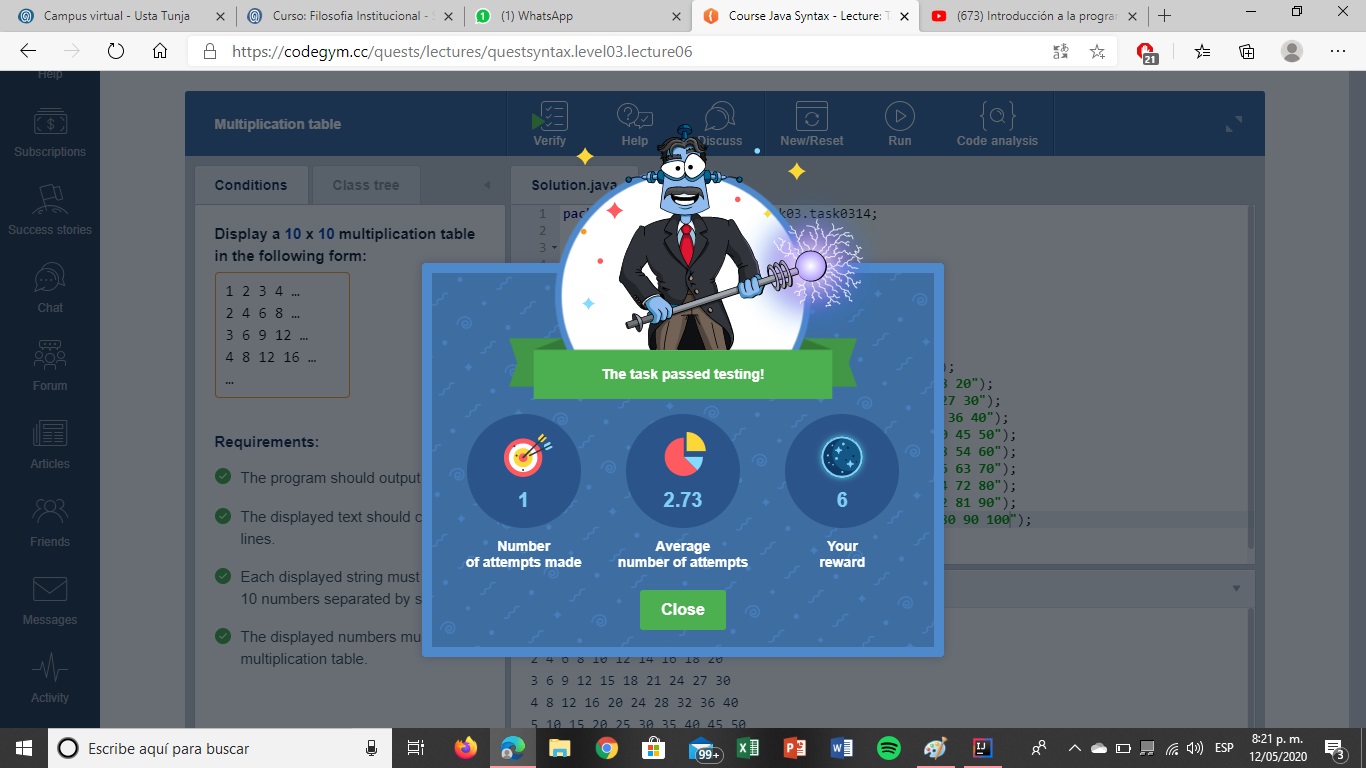 Campus virtual - Usta Tunja
Curso: Filosofia Institucional -
(1) WhatsApp
Course Java Syntax - Lecture: T
(673) Introducción a la progra
https://codegym.cc/quests/lectures/questsyntax.level03.lecture06
21
Help
Subscriptions
Success stories
Chat
Forum
Articles
Friends
Messages
Activity
Multiplication table
Verify
Help
Discuss
New/Reset
Run
Code analysis
Conditions
Class tree
Solution.java
Display a 10 x 10 multiplication table
in the following form:
1 2 3 4 …
2 4 6 8 …
3 6 9 12 …
4 8 12 16 …
…
Requirements:
The program should output
The displayed text should c
lines.
Each displayed string must
10 numbers separated by s
The displayed numbers mu
multiplication table.
1 pac
k03.task0314;
2
3
);
20");
27 30");
36 40");
45 50");
54 60");
63 70");
72 80");
81 90");
90 100");
The task passed testing!
1
Number
of attempts made
2.73
Average
number of attempts
6
Your
reward
Close
2 4 6 8 10 12 14 16 18 20
3 6 9 12 15 18 21 24 27 30
4 8 12 16 20 24 28 32 36 40
5 10 15 20 25 30 35 40 45 50
Escribe aquí para buscar
99+
ESP
8:21 p. m.
12/05/2020
3